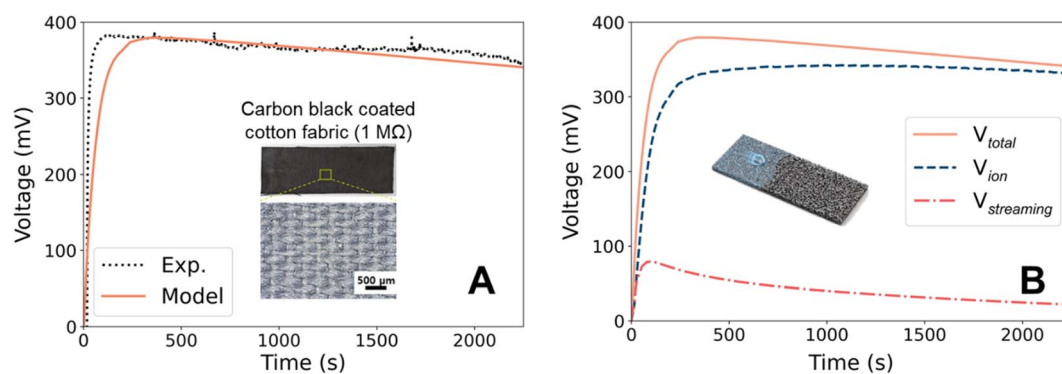 400
300
200
100
0
Voltage (mV)
Carbon black coated
cotton fabric (1 MΩ)
500 μm
Exp.
Model
A
0 500 1000 1500 2000
Time (s)
400
300
200
100
0
Voltage (mV)
V_total
V_ion
V_streaming
B
0 500 1000 1500 2000
Time (s)